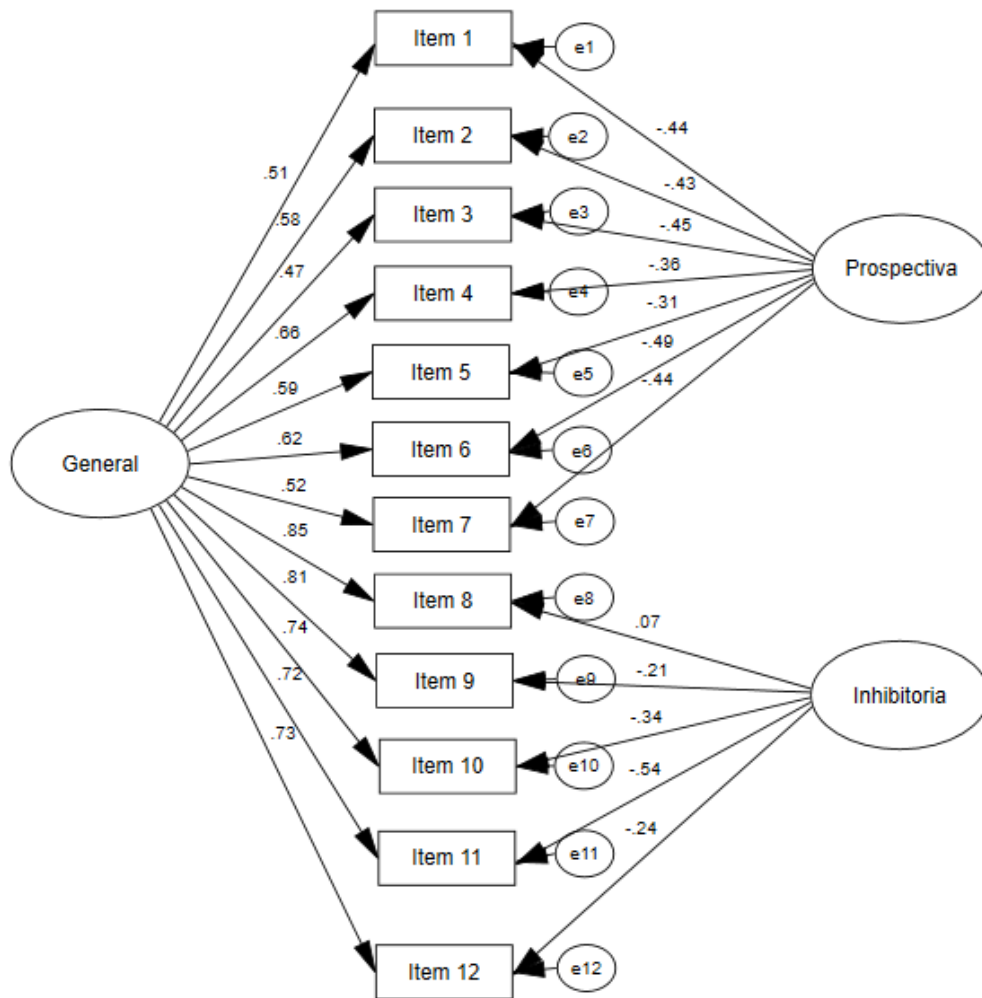 Item 1
e1
Item 2
e2
-.44
.51
-.43
.58
Item 3
e3
-.45
.47
-.36
Prospectiva
Item 4
e4
-.31
.66
-.49
Item 5
e5
-.44
.59
.62
Item 6
e6
General
.52
Item 7
e7
.85
.81
Item 8
e8
.07
.74
.72
Item 9
e9
-.21
Inhibitoria
.73
-.34
Item 10
e10
-.54
-.24
Item 11
e11
Item 12
e12